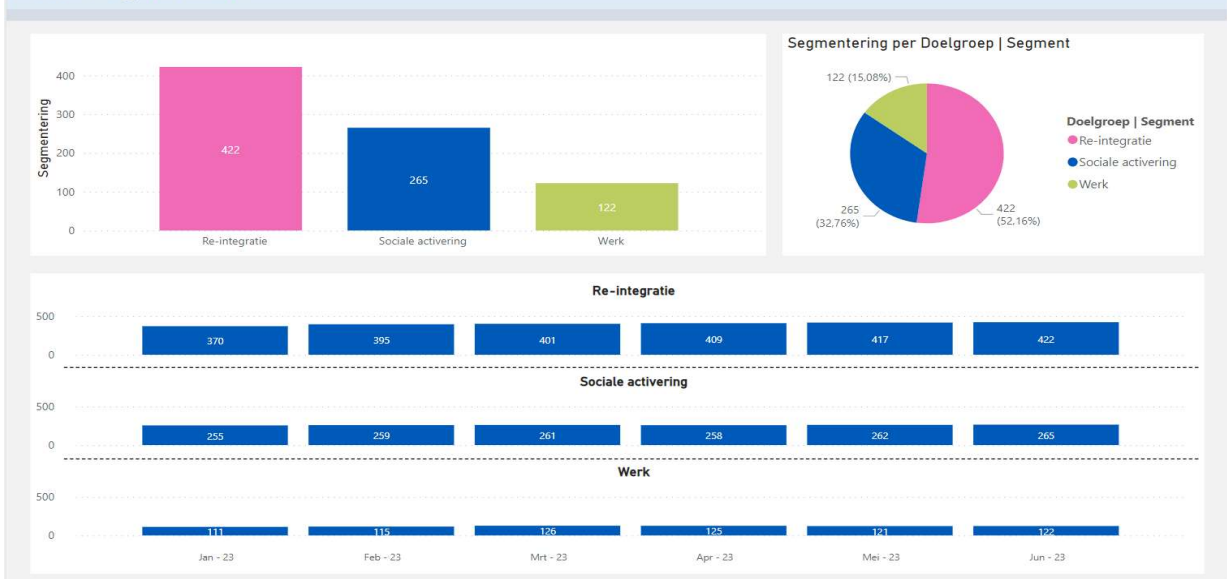 Segmentering
400
300
200
100
0
422
265
122
Re-integratie
Sociale activering
Werk
Segmentering per Doelgroep | Segment
122 (15,08%)
265
(32,76%)
422
(52,16%)
Doelgroep | Segment
Re-integratie
Sociale activering
Werk
Re-integratie
500
0
370 395 401 409 417 422
Sociale activering
500
0
255 259 261 258 262 265
Werk
500
0
111 115 126 125 121 122
Jan - 23 Feb - 23 Mrt - 23 Apr - 23 Mei - 23 Jun - 23